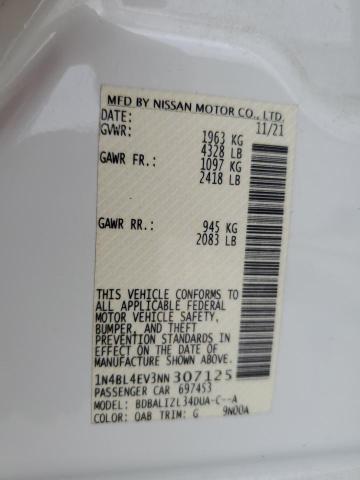 MFD BY NISSAN MOTOR CO., LTD.
DATE: 11/21
GVWR: 1963 KG
4328 LB
GAWR FR.: 1097 KG
2418 LB
GAWR RR.: 945 KG
2083 LB
THIS VEHICLE CONFORMS TO
ALL APPLICABLE FEDERAL
MOTOR VEHICLE SAFETY,
BUMPER, AND THEFT
PREVENTION STANDARDS IN
EFFECT ON THE DATE OF
MANUFACTURE SHOWN ABOVE.
1N4BL4EV3NN307125
PASSENGER CAR 697453
MODEL: BDBALIZL34DUA-C--A
COLOR: QAB TRIM: G 9N00A